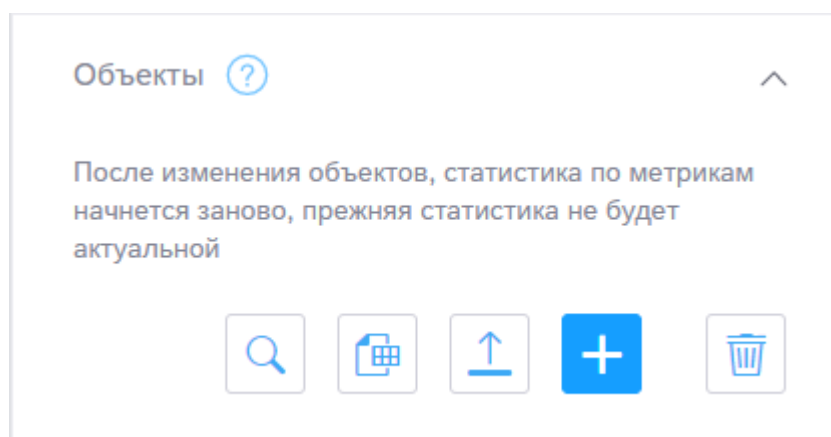 Объекты ?
После изменения объектов, статистика по метрикам
начнется заново, прежняя статистика не будет
актуальной